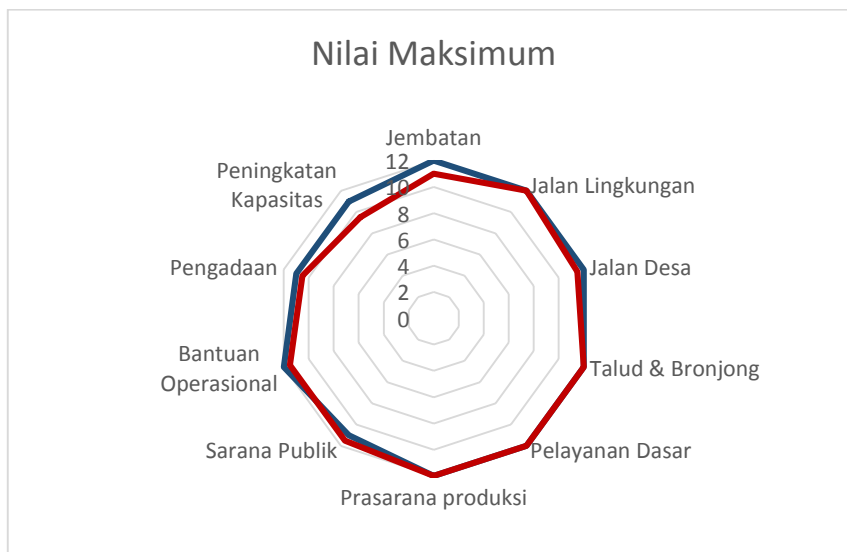 Nilai Maksimum
Jembatan
12
10
8
6
4
2
0
Jalan Lingkungan
Jalan Desa
Talud & Bronjong
Pelayanan Dasar
Prasarana produksi
Sarana Publik
Bantuan
Operasional
Pengadaan
Peningkatan
Kapasitas